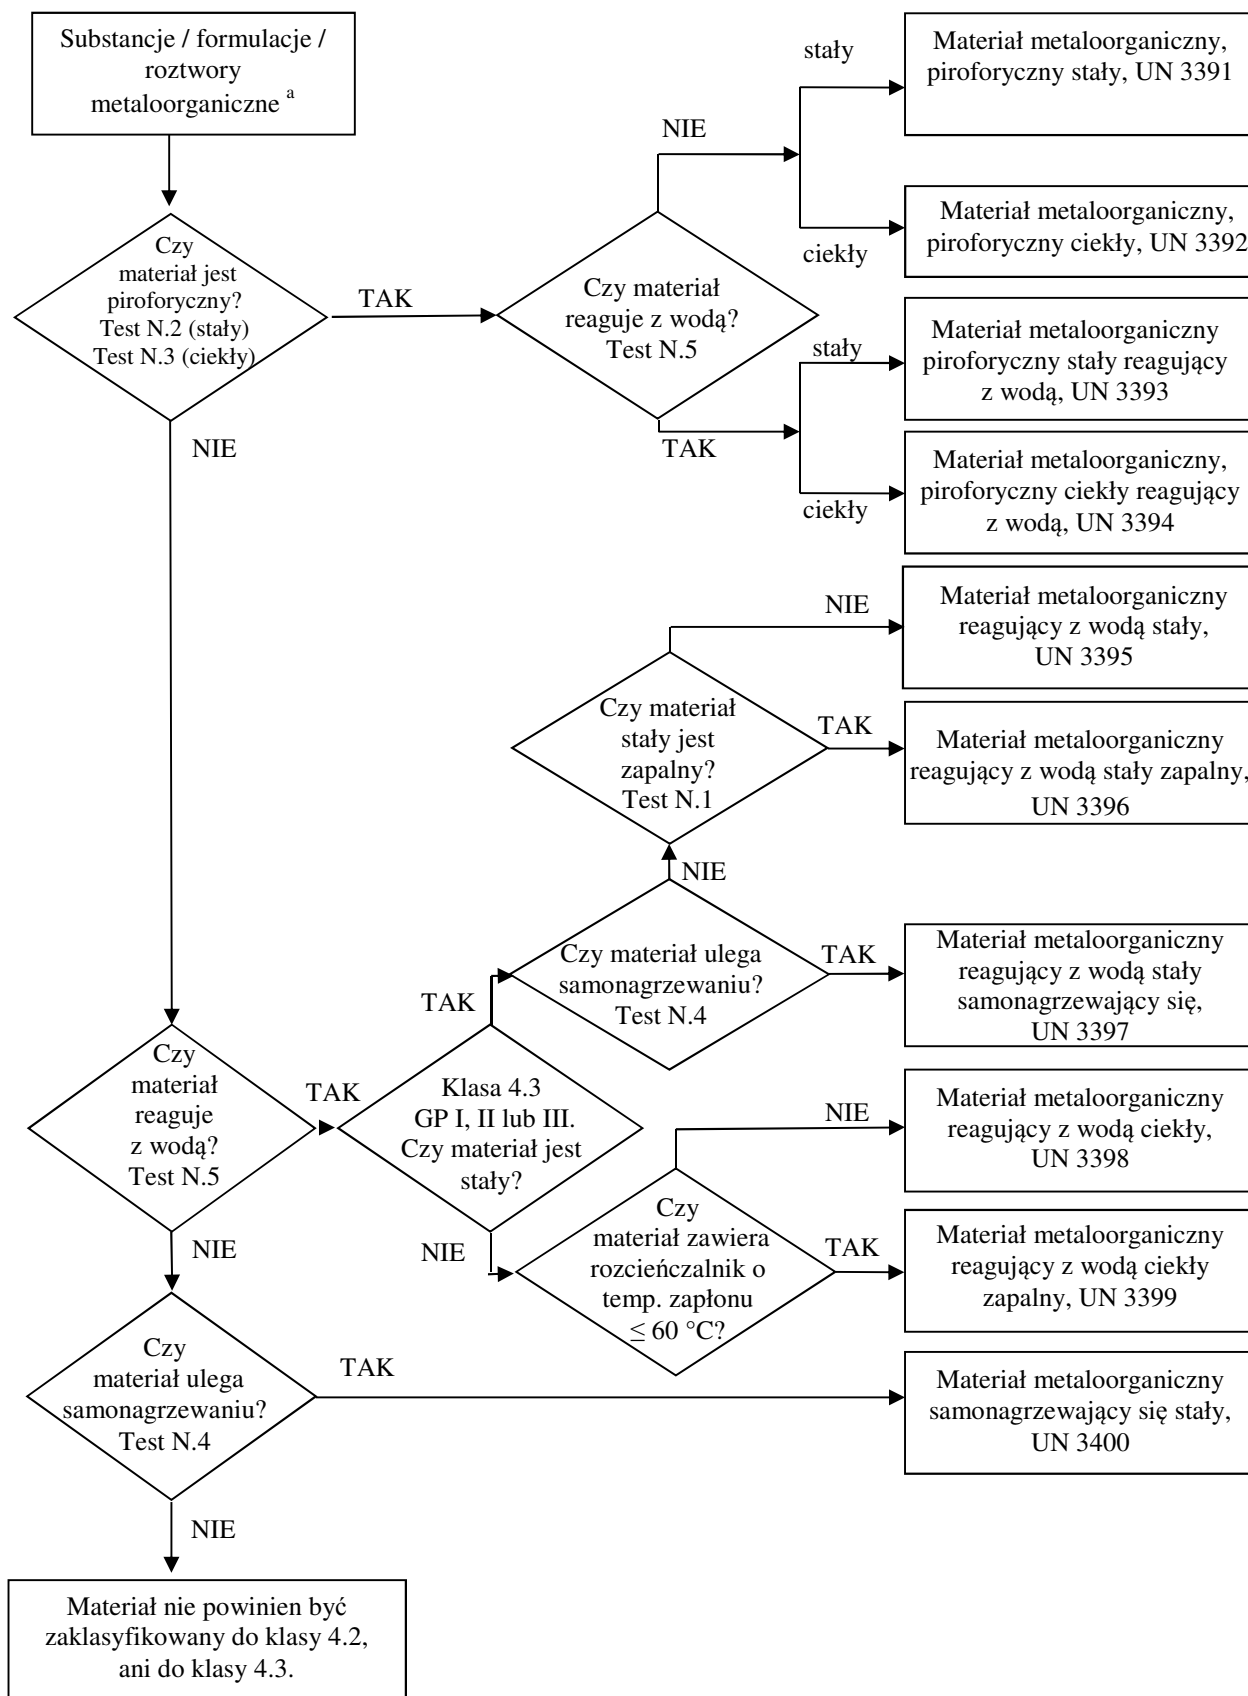 Substancje / formulacje /
roztwory
metaloorganiczne a
stały
Materiał metaloorganiczny,
piroforyczny stały, UN 3391
NIE
Materiał metaloorganiczny,
piroforyczny ciekły, UN 3392
ciekły
Czy
materiał jest
piroforyczny?
Test N.2 (stały)
Test N.3 (ciekły)
TAK
Czy materiał
reaguje z wodą?
Test N.5
stały
Materiał metaloorganiczny
piroforyczny stały reagujący
z wodą, UN 3393
NIE
TAK
Materiał metaloorganiczny,
piroforyczny ciekły reagujący
z wodą, UN 3394
ciekły
NIE
Materiał metaloorganiczny
reagujący z wodą stały,
UN 3395
Czy materiał
stały jest
zapalny?
Test N.1
TAK
Materiał metaloorganiczny
reagujący z wodą stały zapalny,
UN 3396
NIE
Czy materiał ulega
samonagrzewaniu?
Test N.4
TAK
Materiał metaloorganiczny
reagujący z wodą stały
samonagrzewający się,
UN 3397
TAK
Czy
materiał
reaguje
z wodą?
Test N.5
TAK
Klasa 4.3
GP I, II lub III.
Czy materiał jest
stały?
NIE
Materiał metaloorganiczny
reagujący z wodą ciekły,
UN 3398
NIE
NIE
Czy
materiał zawiera
rozcieńczalnik o
temp. zapłonu
≤ 60 °C?
TAK
Materiał metaloorganiczny
reagujący z wodą ciekły
zapalny, UN 3399
Czy
materiał ulega
samonagrzewaniu?
Test N.4
TAK
Materiał metaloorganiczny
samonagrzewający się stały,
UN 3400
NIE
Materiał nie powinien być
zaklasyfikowany do klasy 4.2,
ani do klasy 4.3.